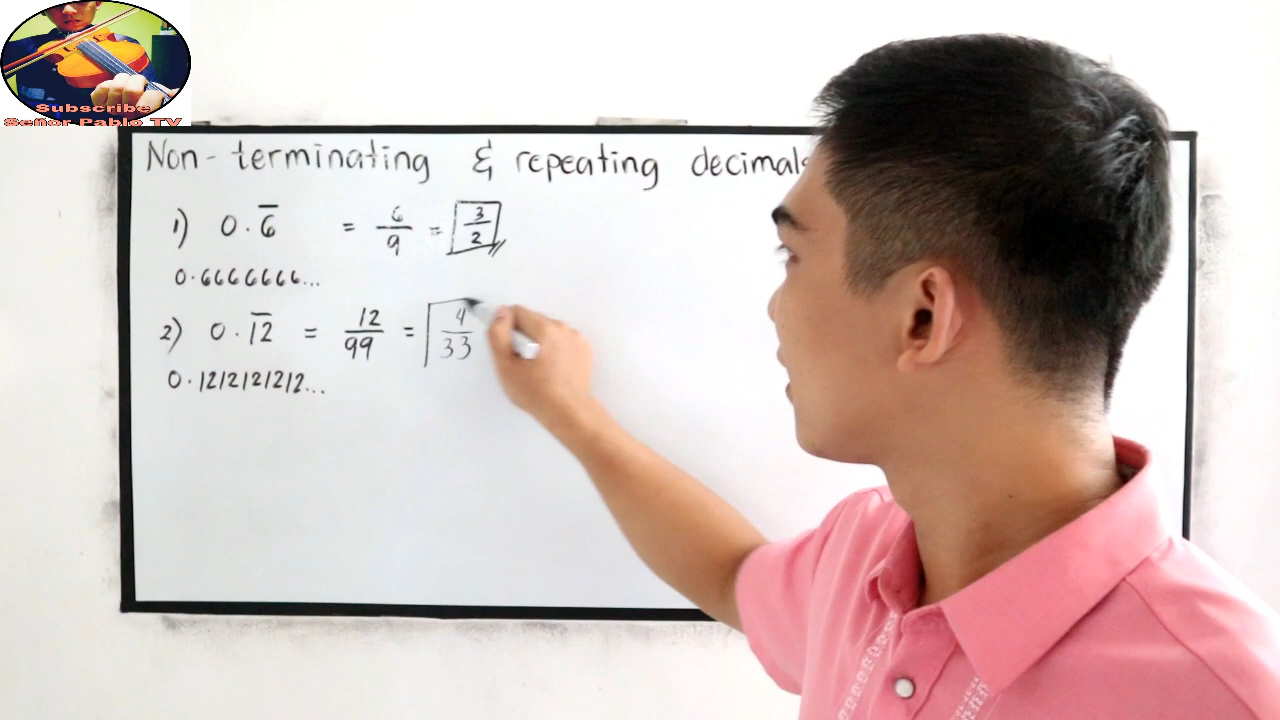 Subscribe
Señor Pablo TV
Non-terminating & repeating decimals
1) 0.6̅ = 6/9 = 3/2
0.6666666...
2) 0.1̅2̅ = 12/99 = 4/33
0.1212121212...